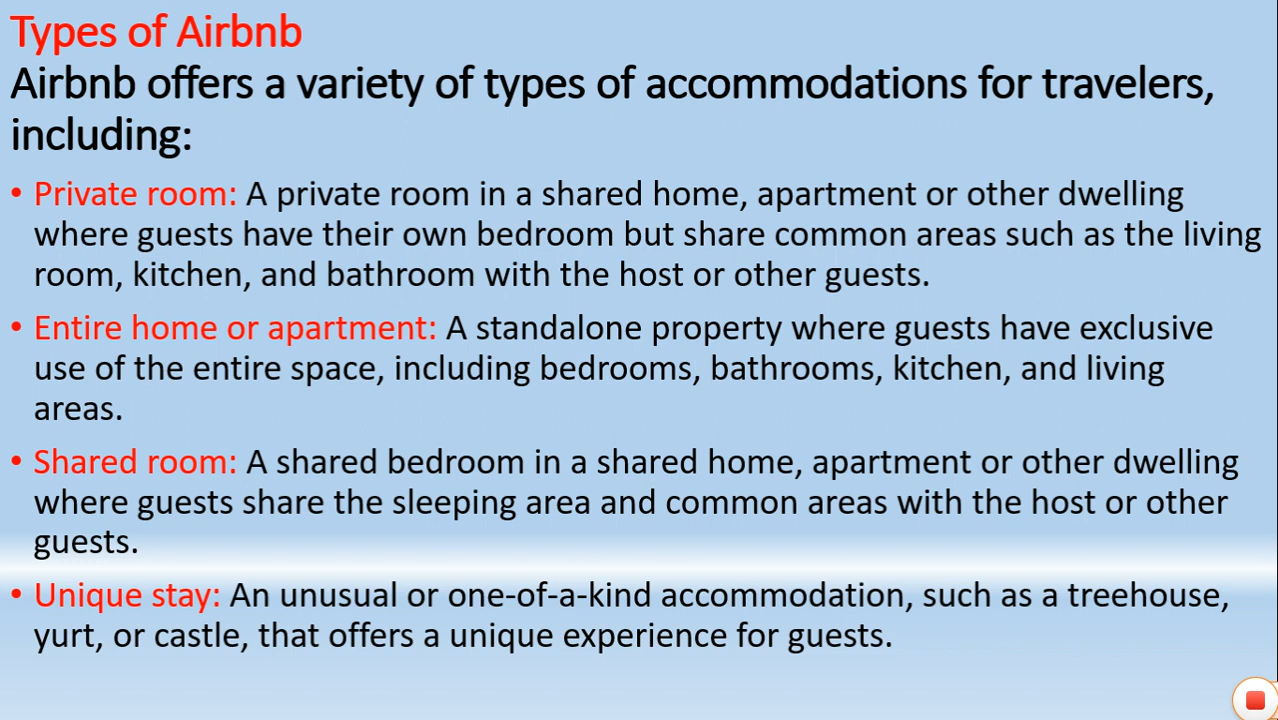 Types of Airbnb
Airbnb offers a variety of types of accommodations for travelers,
including:
• Private room: A private room in a shared home, apartment or other dwelling
where guests have their own bedroom but share common areas such as the living
room, kitchen, and bathroom with the host or other guests.
• Entire home or apartment: A standalone property where guests have exclusive
use of the entire space, including bedrooms, bathrooms, kitchen, and living
areas.
• Shared room: A shared bedroom in a shared home, apartment or other dwelling
where guests share the sleeping area and common areas with the host or other
guests.
• Unique stay: An unusual or one-of-a-kind accommodation, such as a treehouse,
yurt, or castle, that offers a unique experience for guests.